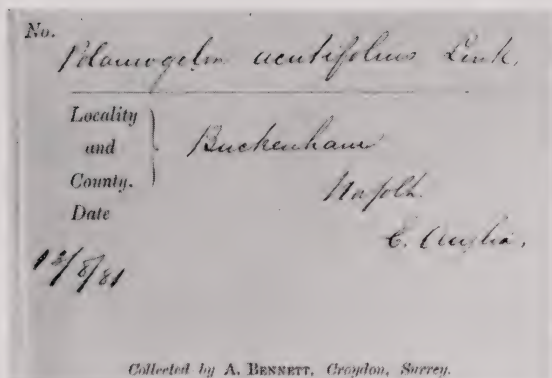 No.
Potamogeton acutifolius Link.
Locality
and
County.
Buckenham
Norfolk.
E. Anglia.
Date
13/8/81
Collected by A. BENNETT, Croydon, Surrey.